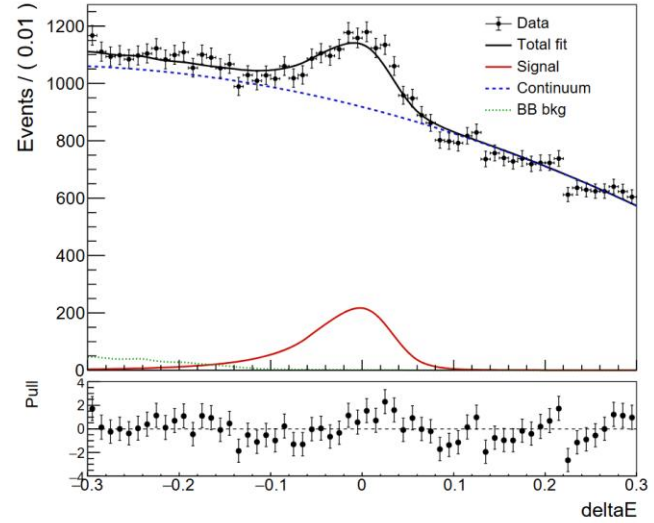 Events / ( 0.01 )
1200
1000
800
600
400
200
0
Data
Total fit
Signal
Continuum
BB bkg
Pull
4
2
0
−2
−4
−0.3
−0.2
−0.1
0
0.1
0.2
0.3
deltaE